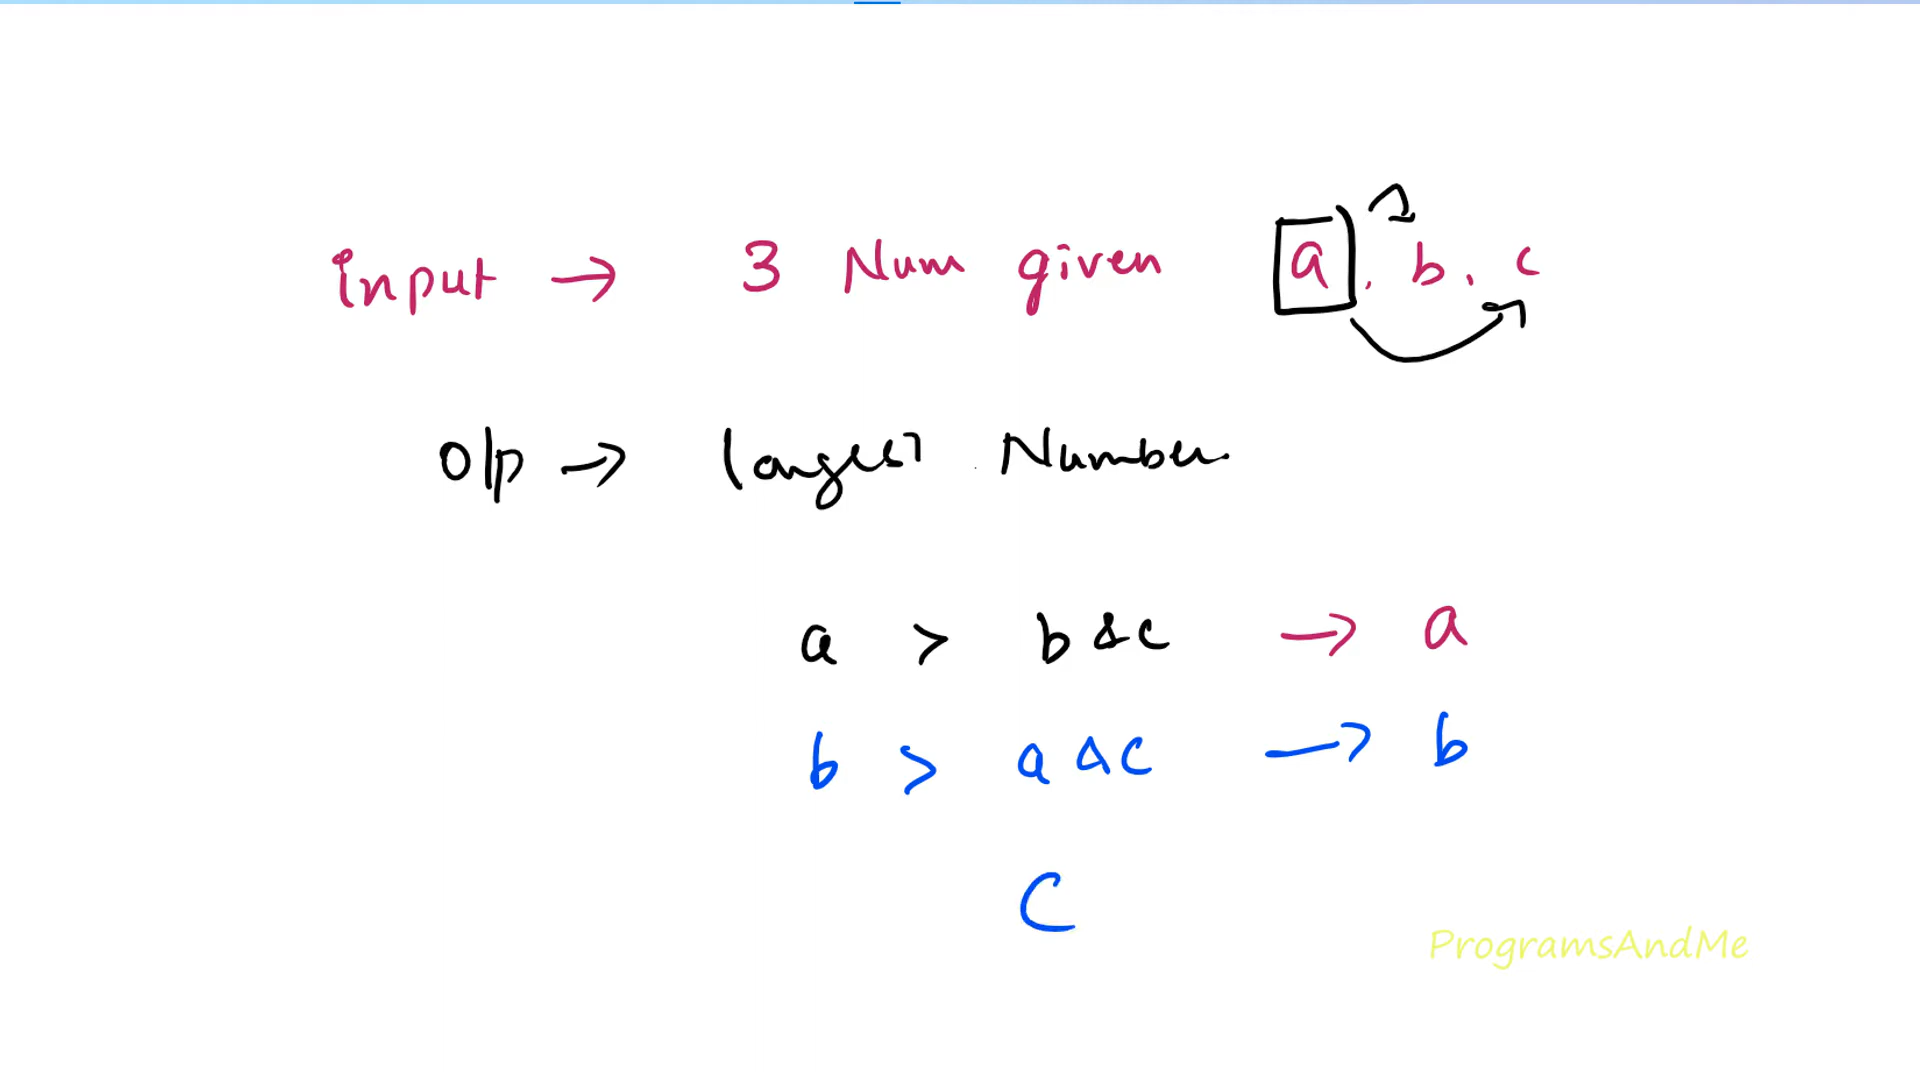 input → 3 Num given a, b, c
O/p → largest Number.
a > b & c → a
b > a & c → b
C
ProgramsAndMe